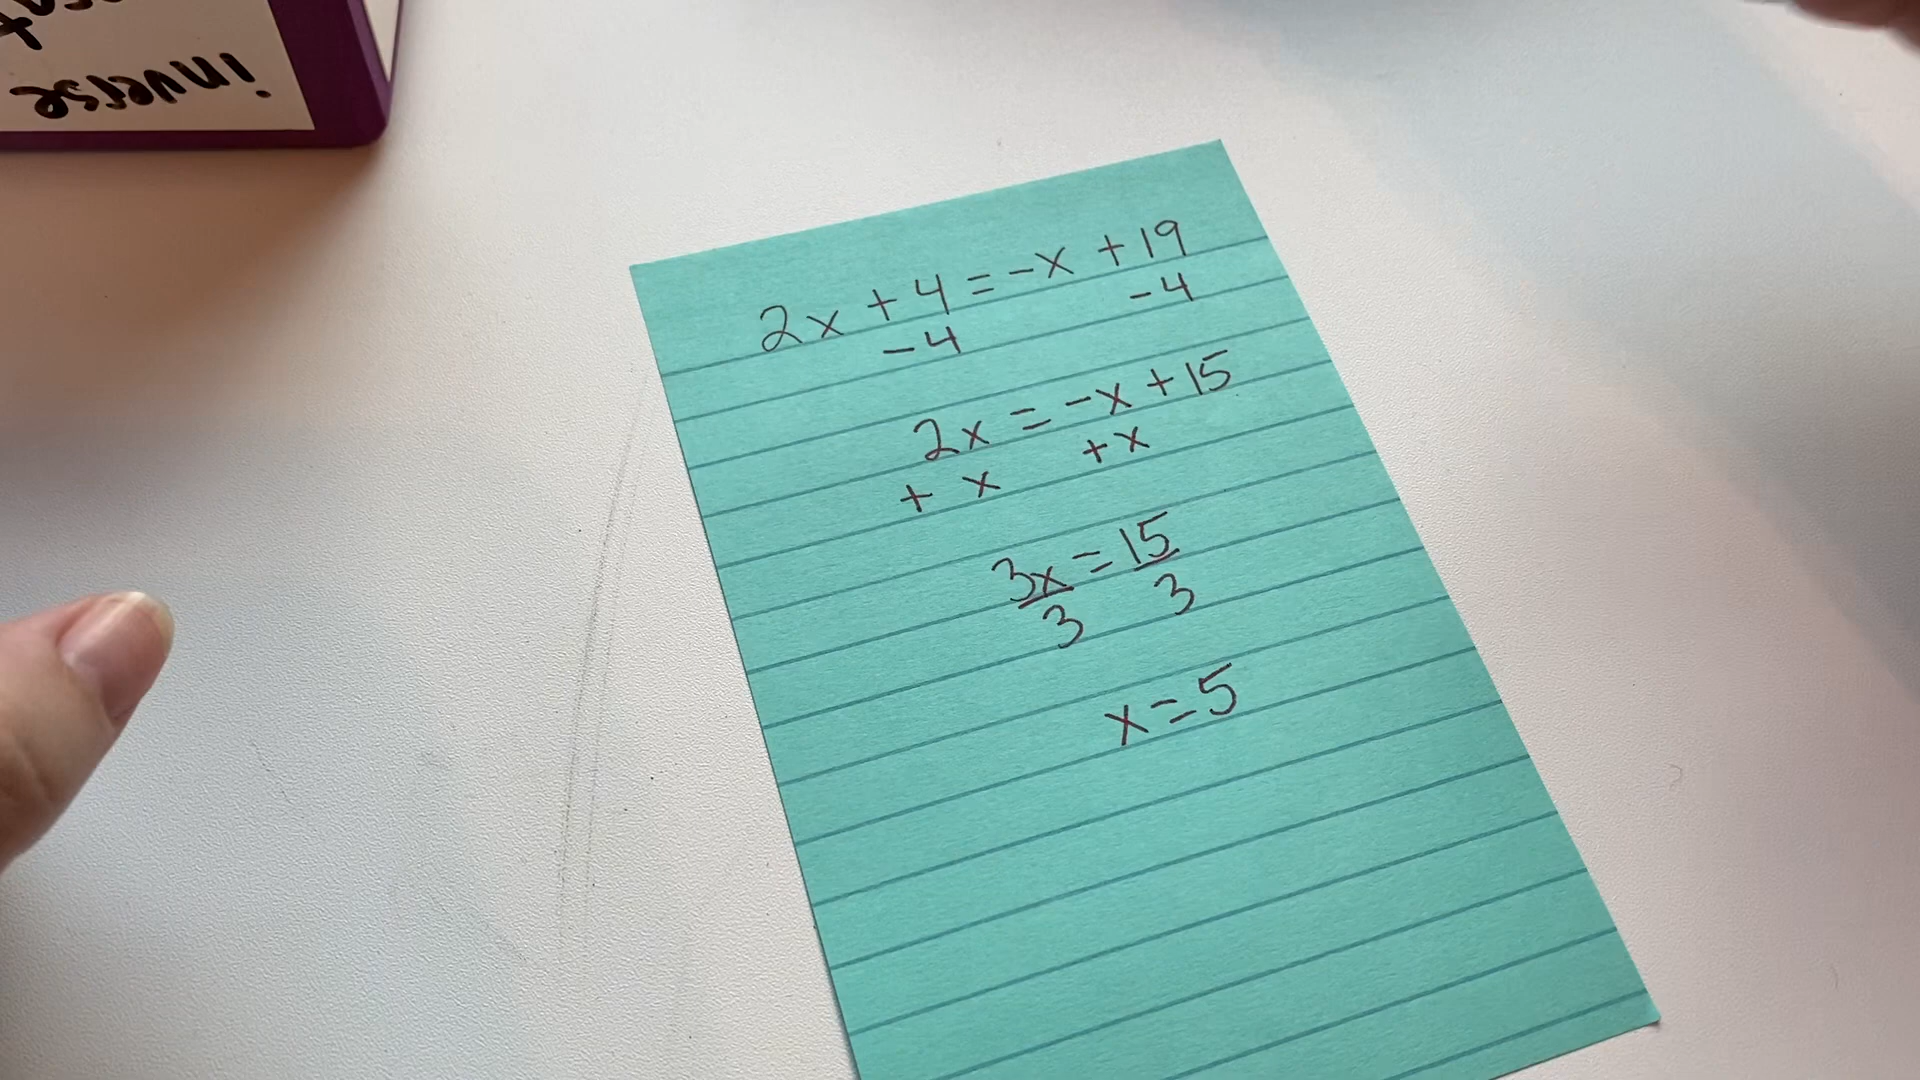 inverse
2x + 4 = -x + 19
-4 -4
2x = -x + 15
+ x +x
3x = 15
3 3
x = 5